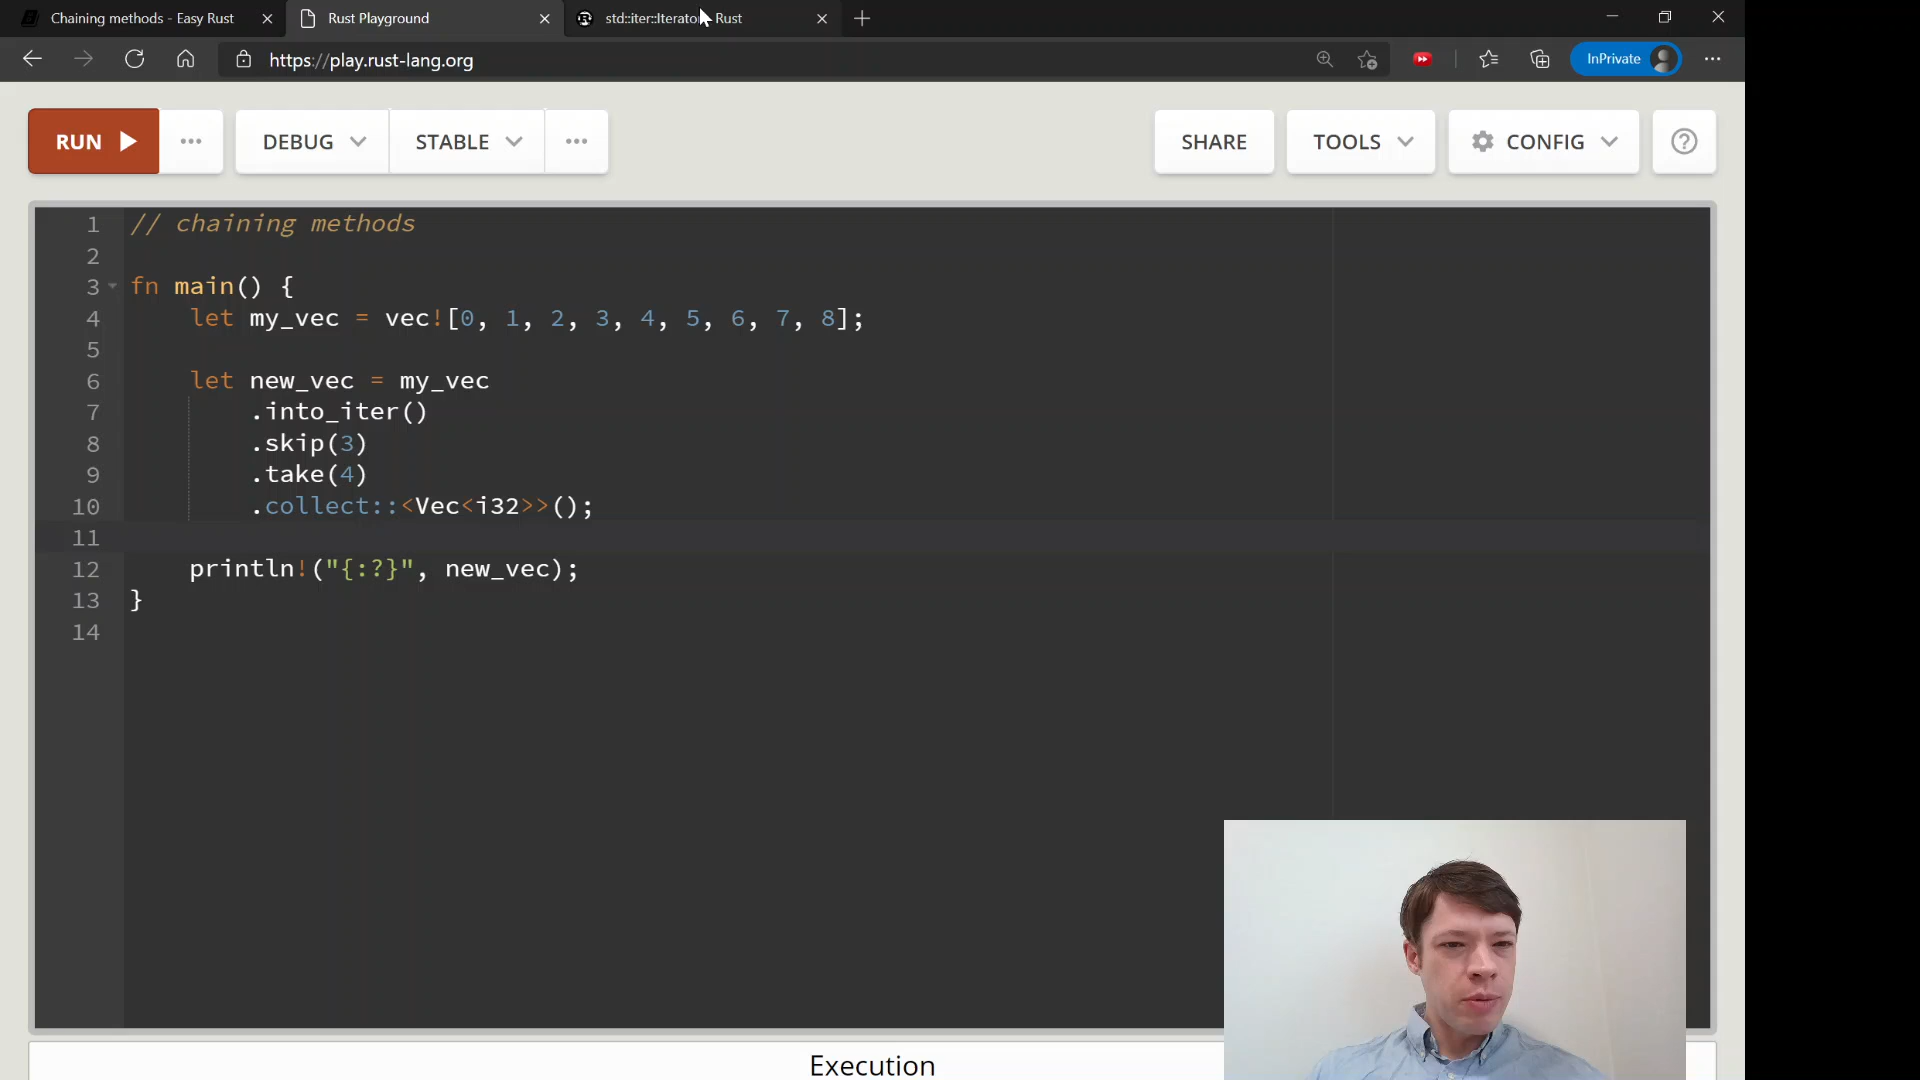 Chaining methods - Easy Rust
Rust Playground
std::iter::Iterator - Rust
https://play.rust-lang.org
InPrivate
RUN
DEBUG
STABLE
SHARE
TOOLS
CONFIG
1 // chaining methods
2
3 fn main() {
4 let my_vec = vec![0, 1, 2, 3, 4, 5, 6, 7, 8];
5
6 let new_vec = my_vec
7 .into_iter()
8 .skip(3)
9 .take(4)
10 .collect::<Vec<i32>>();
11
12 println!("{:?}", new_vec);
13 }
14
Execution